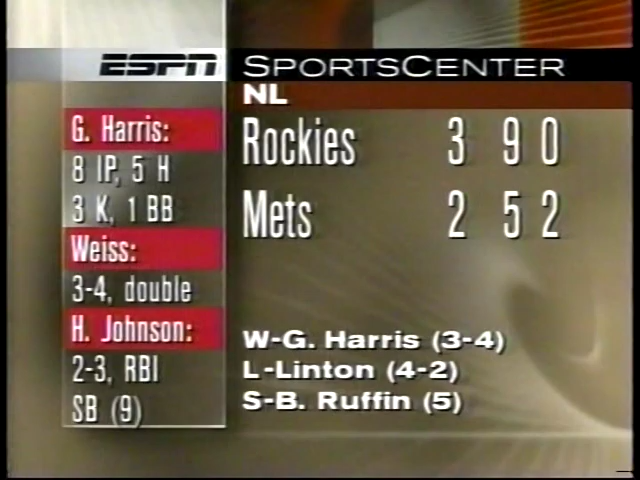 ESPN SPORTSCENTER
NL
Rockies 3 9 0
Mets 2 5 2
G. Harris:
8 IP, 5 H
3 K, 1 BB
Weiss:
3-4, double
H. Johnson:
2-3, RBI
SB (9)
W-G. Harris (3-4)
L-Linton (4-2)
S-B. Ruffin (5)